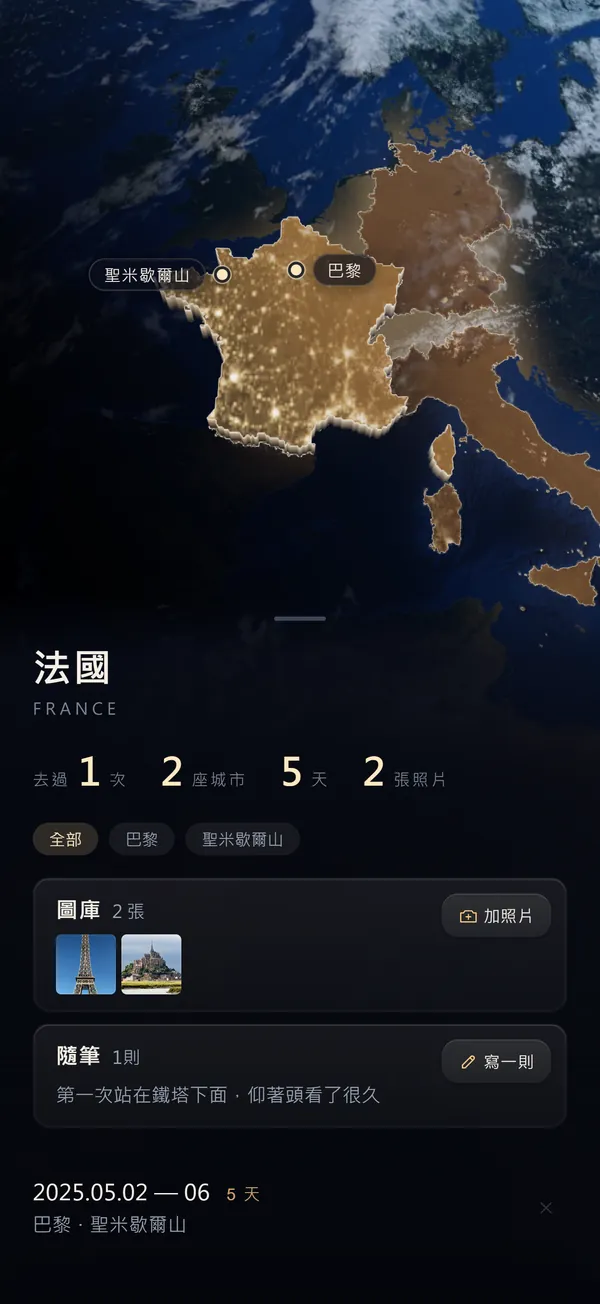 聖米歇爾山
巴黎
法國
FRANCE
去過 1 次 2 座城市 5 天 2 張照片
全部 巴黎 聖米歇爾山
圖庫 2 張 加照片
隨筆 1則 寫一則
第一次站在鐵塔下面，仰著頭看了很久
2025.05.02 — 06 5 天
巴黎 · 聖米歇爾山